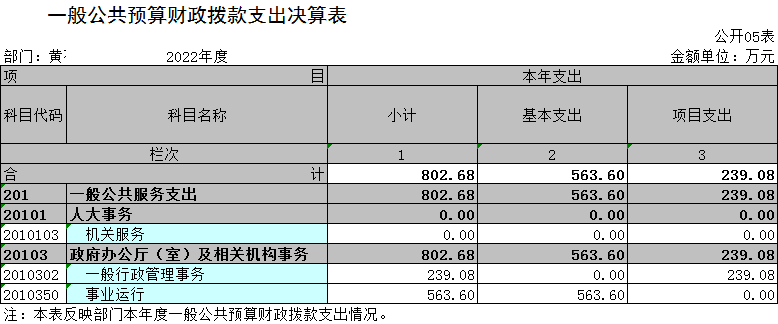 一般公共预算财政拨款支出决算表
公开05表
部门：黄 2022年度 金额单位：万元
项 目 本年支出
科目代码 科目名称 小计 基本支出 项目支出
栏次 1 2 3
合 计 802.68 563.60 239.08
201 一般公共服务支出 802.68 563.60 239.08
20101 人大事务 0.00 0.00 0.00
2010103 机关服务 0.00 0.00 0.00
20103 政府办公厅（室）及相关机构事务 802.68 563.60 239.08
2010302 一般行政管理事务 239.08 0.00 239.08
2010350 事业运行 563.60 563.60 0.00
注：本表反映部门本年度一般公共预算财政拨款支出情况。